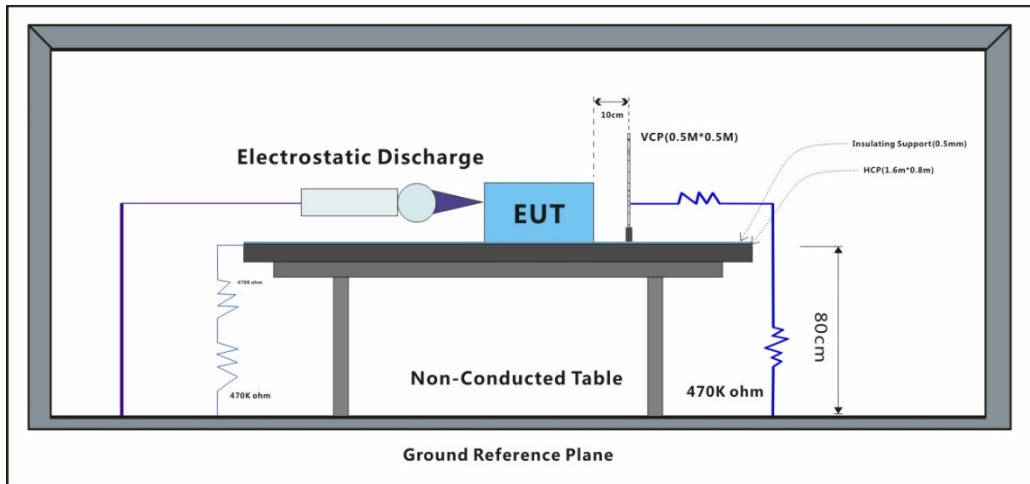 10cm
VCP(0.5M*0.5M)
Insulating Support(0.5mm)
Electrostatic Discharge
HCP(1.6m*0.8m)
EUT
470K ohm
80cm
Non-Conducted Table
470K ohm
470K ohm
Ground Reference Plane